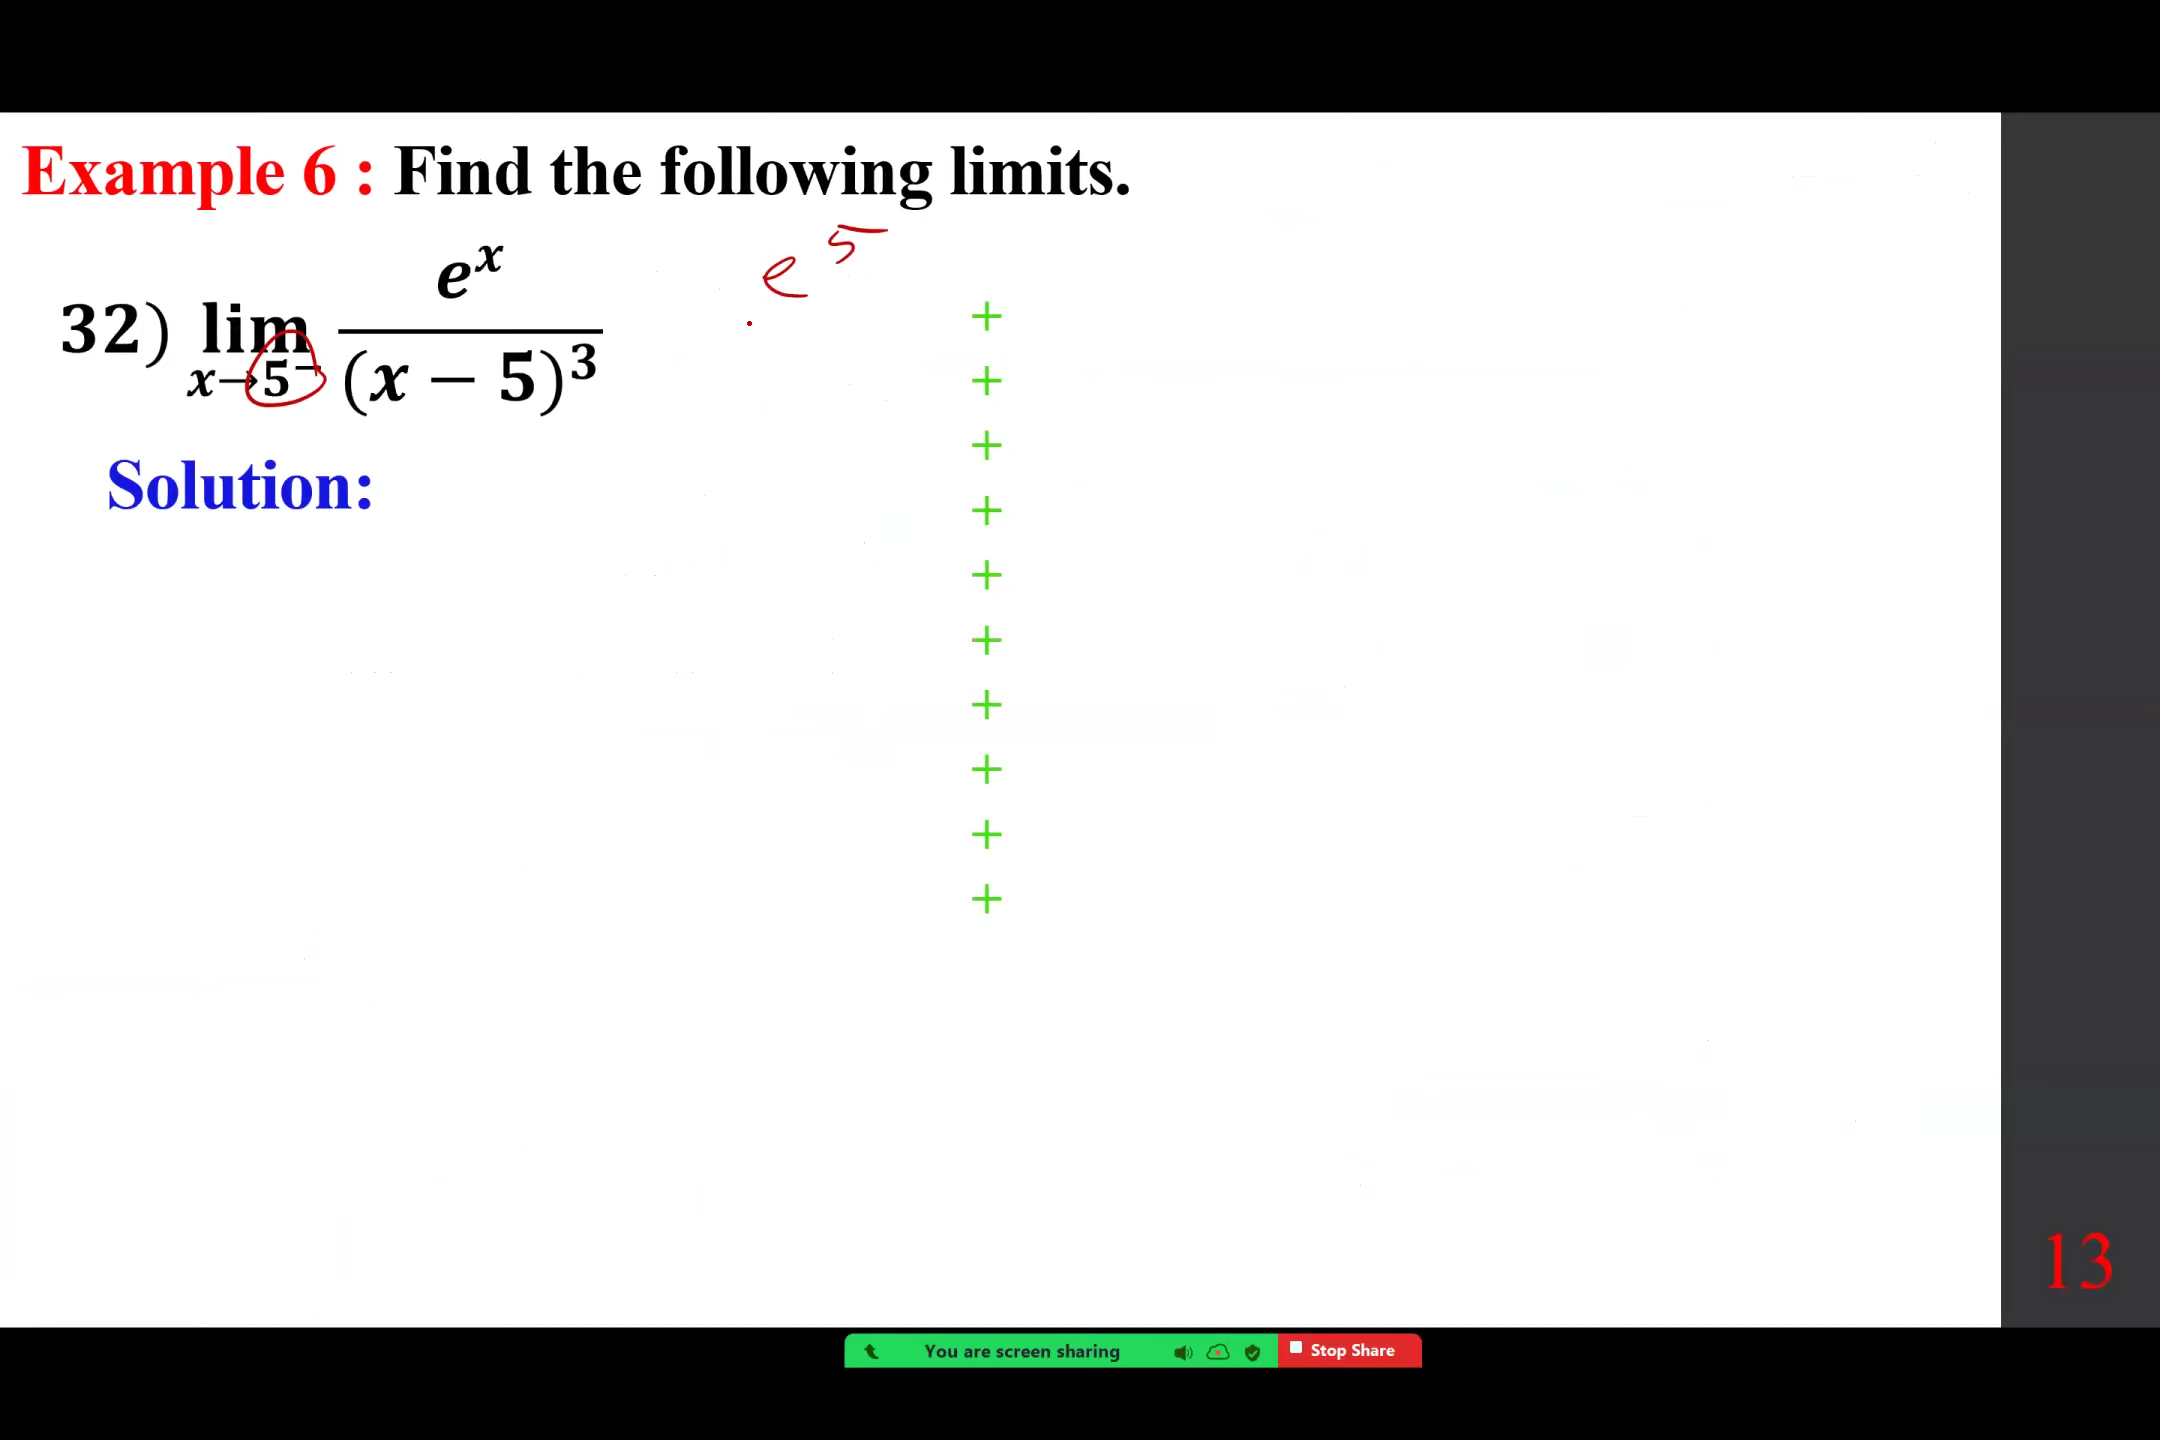 Example 6 : Find the following limits.
e^5
32) lim_{x→5⁻} e^x / (x − 5)^3
Solution:
+
+
+
+
+
+
+
+
+
+
13
You are screen sharing
Stop Share